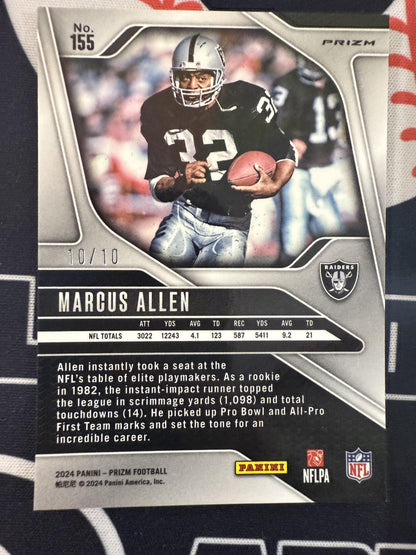 No.
155
PRIZM
32
10/10
RAIDERS
MARCUS ALLEN
ATT YDS AVG TD REC YDS AVG TD
NFL TOTALS 3022 12243 4.1 123 587 5411 9.2 21
Allen instantly took a seat at the
NFL's table of elite playmakers. As a rookie
in 1982, the instant-impact runner topped
the league in scrimmage yards (1,098) and total
touchdowns (14). He picked up Pro Bowl and All-Pro
First Team marks and set the tone for an
incredible career.
2024 PANINI – PRIZM FOOTBALL
帕尼尼 © 2024 Panini America, Inc.
PANINI
NFLPA
NFL